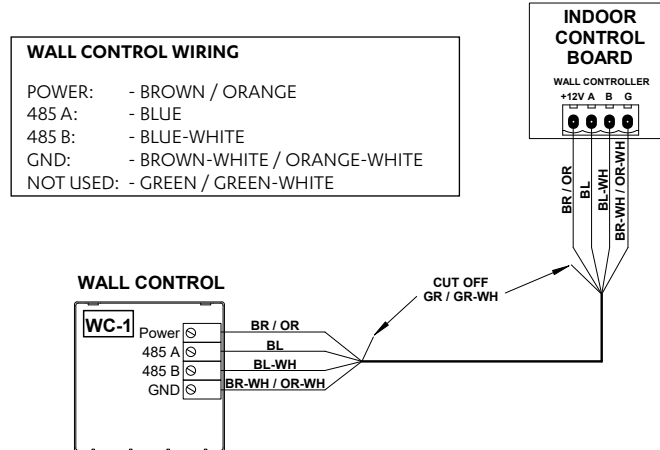 WALL CONTROL WIRING
POWER: - BROWN / ORANGE
485 A: - BLUE
485 B: - BLUE-WHITE
GND: - BROWN-WHITE / ORANGE-WHITE
NOT USED: - GREEN / GREEN-WHITE
INDOOR
CONTROL
BOARD
WALL CONTROLLER
+12V A B G
BR / OR
BL
BL-WH
BR-WH / OR-WH
CUT OFF
GR / GR-WH
WALL CONTROL
WC-1
Power
485 A
485 B
GND
BR / OR
BL
BL-WH
BR-WH / OR-WH